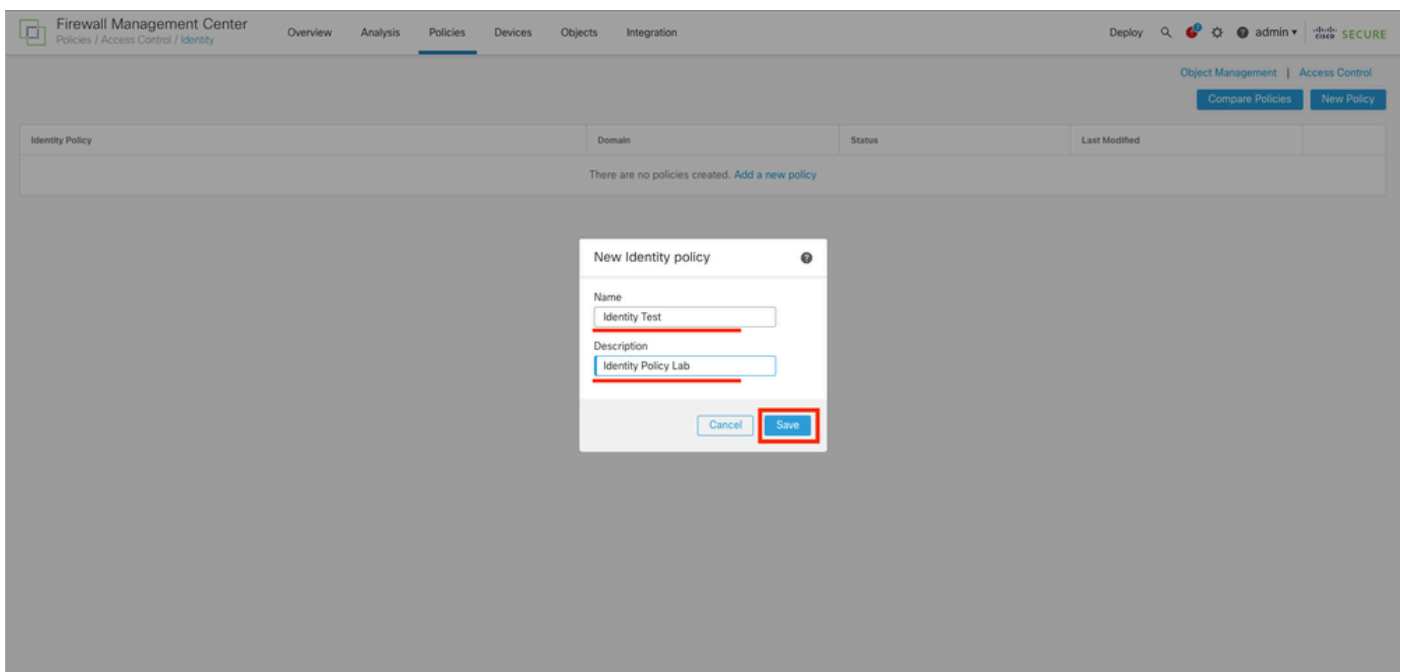 Firewall Management Center
Policies / Access Control / Identity
Overview Analysis Policies Devices Objects Integration Deploy admin
cisco SECURE
Object Management | Access Control
Compare Policies New Policy
Identity Policy Domain Status Last Modified
There are no policies created. Add a new policy
New Identity policy
Name
Identity Test
Description
Identity Policy Lab
Cancel Save